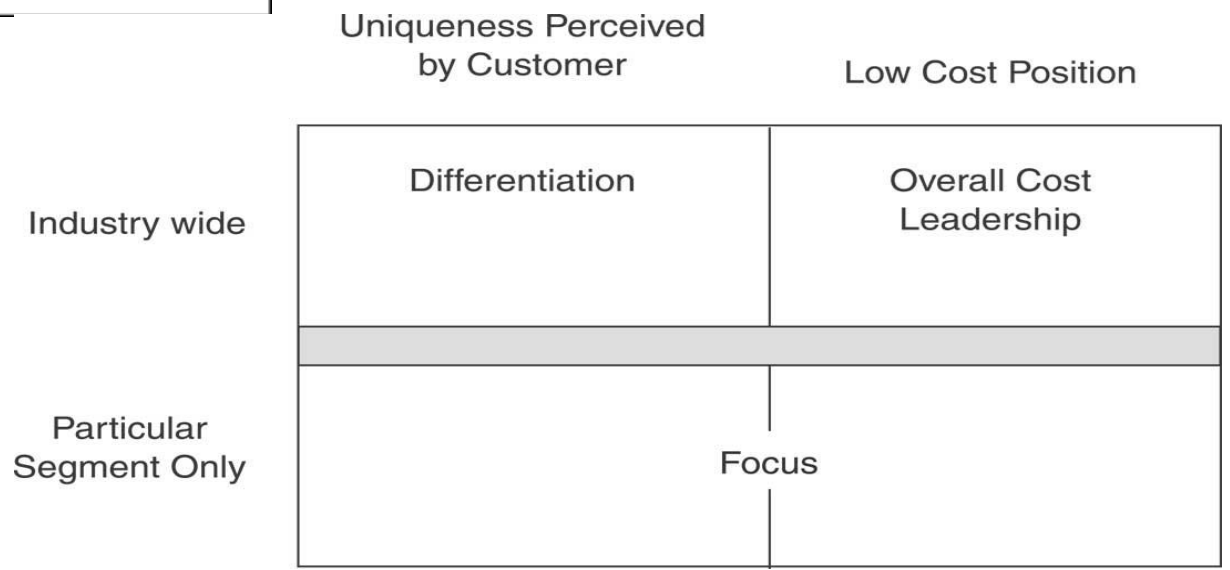 Uniqueness Perceived
by Customer
Low Cost Position
Industry wide
Differentiation
Overall Cost
Leadership
Particular
Segment Only
Focus